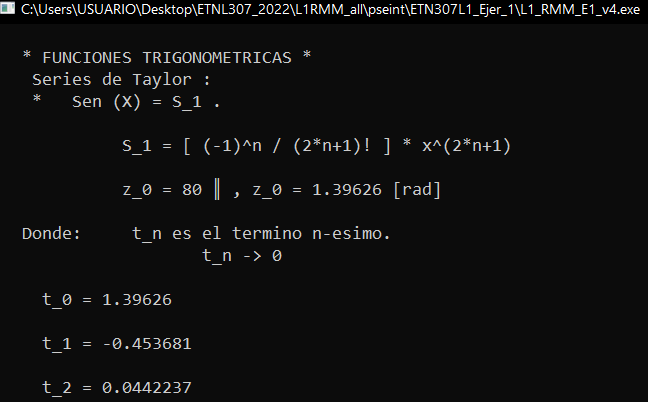 C:\Users\USUARIO\Desktop\ETNL307_2022\L1RMM_all\pseint\ETN307L1_Ejer_1\L1_RMM_E1_v4.exe
* FUNCIONES TRIGONOMETRICAS *
Series de Taylor :
*   Sen (X) = S_1 .
S_1 = [ (-1)^n / (2*n+1)! ] * x^(2*n+1)
z_0 = 80 ║ , z_0 = 1.39626 [rad]
Donde:     t_n es el termino n-esimo.
t_n -> 0
t_0 = 1.39626
t_1 = -0.453681
t_2 = 0.0442237